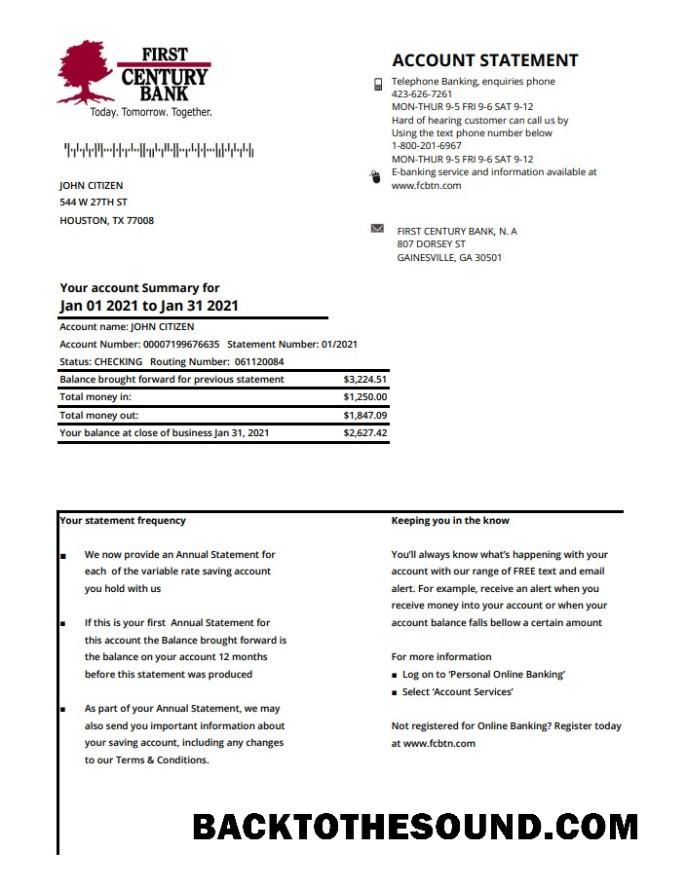 FIRST
CENTURY
BANK
Today. Tomorrow. Together.
JOHN CITIZEN
544 W 27TH ST
HOUSTON, TX 77008
ACCOUNT STATEMENT
Telephone Banking, enquiries phone
423-626-7261
MON-THUR 9-5 FRI 9-6 SAT 9-12
Hard of hearing customer can call us by
Using the text phone number below
1-800-201-6967
MON-THUR 9-5 FRI 9-6 SAT 9-12
E-banking service and information available at
www.fcbtn.com
FIRST CENTURY BANK, N. A
807 DORSEY ST
GAINESVILLE, GA 30501
Your account Summary for
Jan 01 2021 to Jan 31 2021
Account name: JOHN CITIZEN
Account Number: 00007199676635 Statement Number: 01/2021
Status: CHECKING Routing Number: 061120084
Balance brought forward for previous statement $3,224.51
Total money in: $1,250.00
Total money out: $1,847.09
Your balance at close of business Jan 31, 2021 $2,627.42
Your statement frequency
We now provide an Annual Statement for
each of the variable rate saving account
you hold with us
If this is your first Annual Statement for
this account the Balance brought forward is
the balance on your account 12 months
before this statement was produced
As part of your Annual Statement, we may
also send you important information about
your saving account, including any changes
to our Terms & Conditions.
Keeping you in the know
You'll always know what's happening with your
account with our range of FREE text and email
alert. For example, receive an alert when you
receive money into your account or when your
account balance falls bellow a certain amount
For more information
▪ Log on to 'Personal Online Banking'
▪ Select 'Account Services'
Not registered for Online Banking? Register today
at www.fcbtn.com
BACKTOTHESOUND.COM